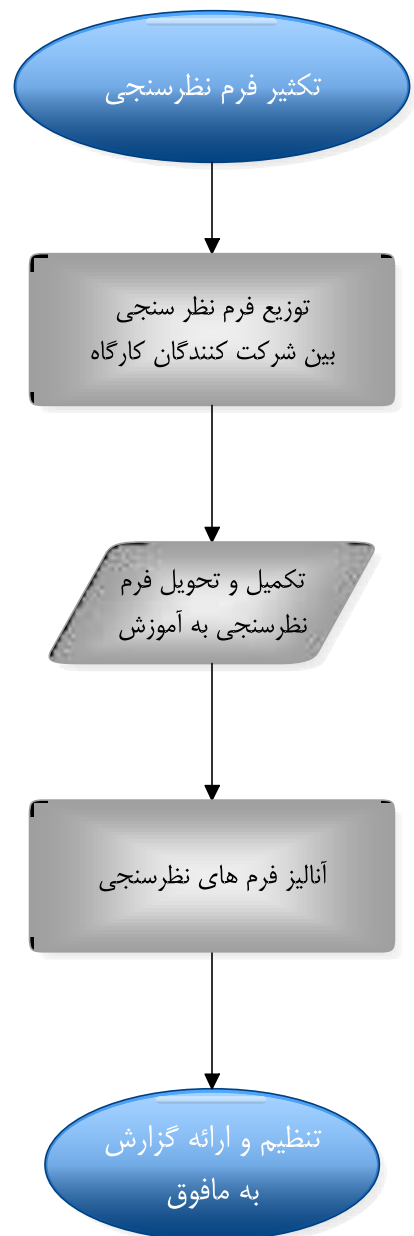 تکثیر فرم نظرسنجی
توزیع فرم نظر سنجی
بین شرکت کنندگان کارگاه
تکمیل و تحویل فرم
نظرسنجی به آموزش
آنالیز فرم های نظرسنجی
تنظیم و ارائه گزارش
به مافوق